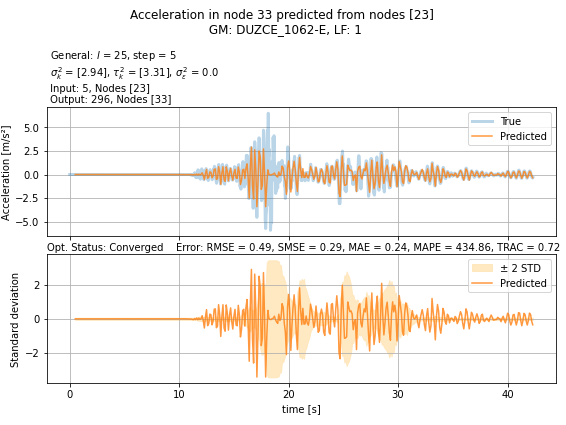 Acceleration in node 33 predicted from nodes [23]
GM: DUZCE_1062-E, LF: 1
General: l = 25, step = 5
σ²ₖ = [2.94], τ²ₖ = [3.31], σ²ε = 0.0
Input: 5, Nodes [23]
Output: 296, Nodes [33]
Acceleration [m/s²]
5.0
2.5
0.0
−2.5
−5.0
True
Predicted
Opt. Status: Converged Error: RMSE = 0.49, SMSE = 0.29, MAE = 0.24, MAPE = 434.86, TRAC = 0.72
Standard deviation
2
0
−2
± 2 STD
Predicted
0 10 20 30 40
time [s]